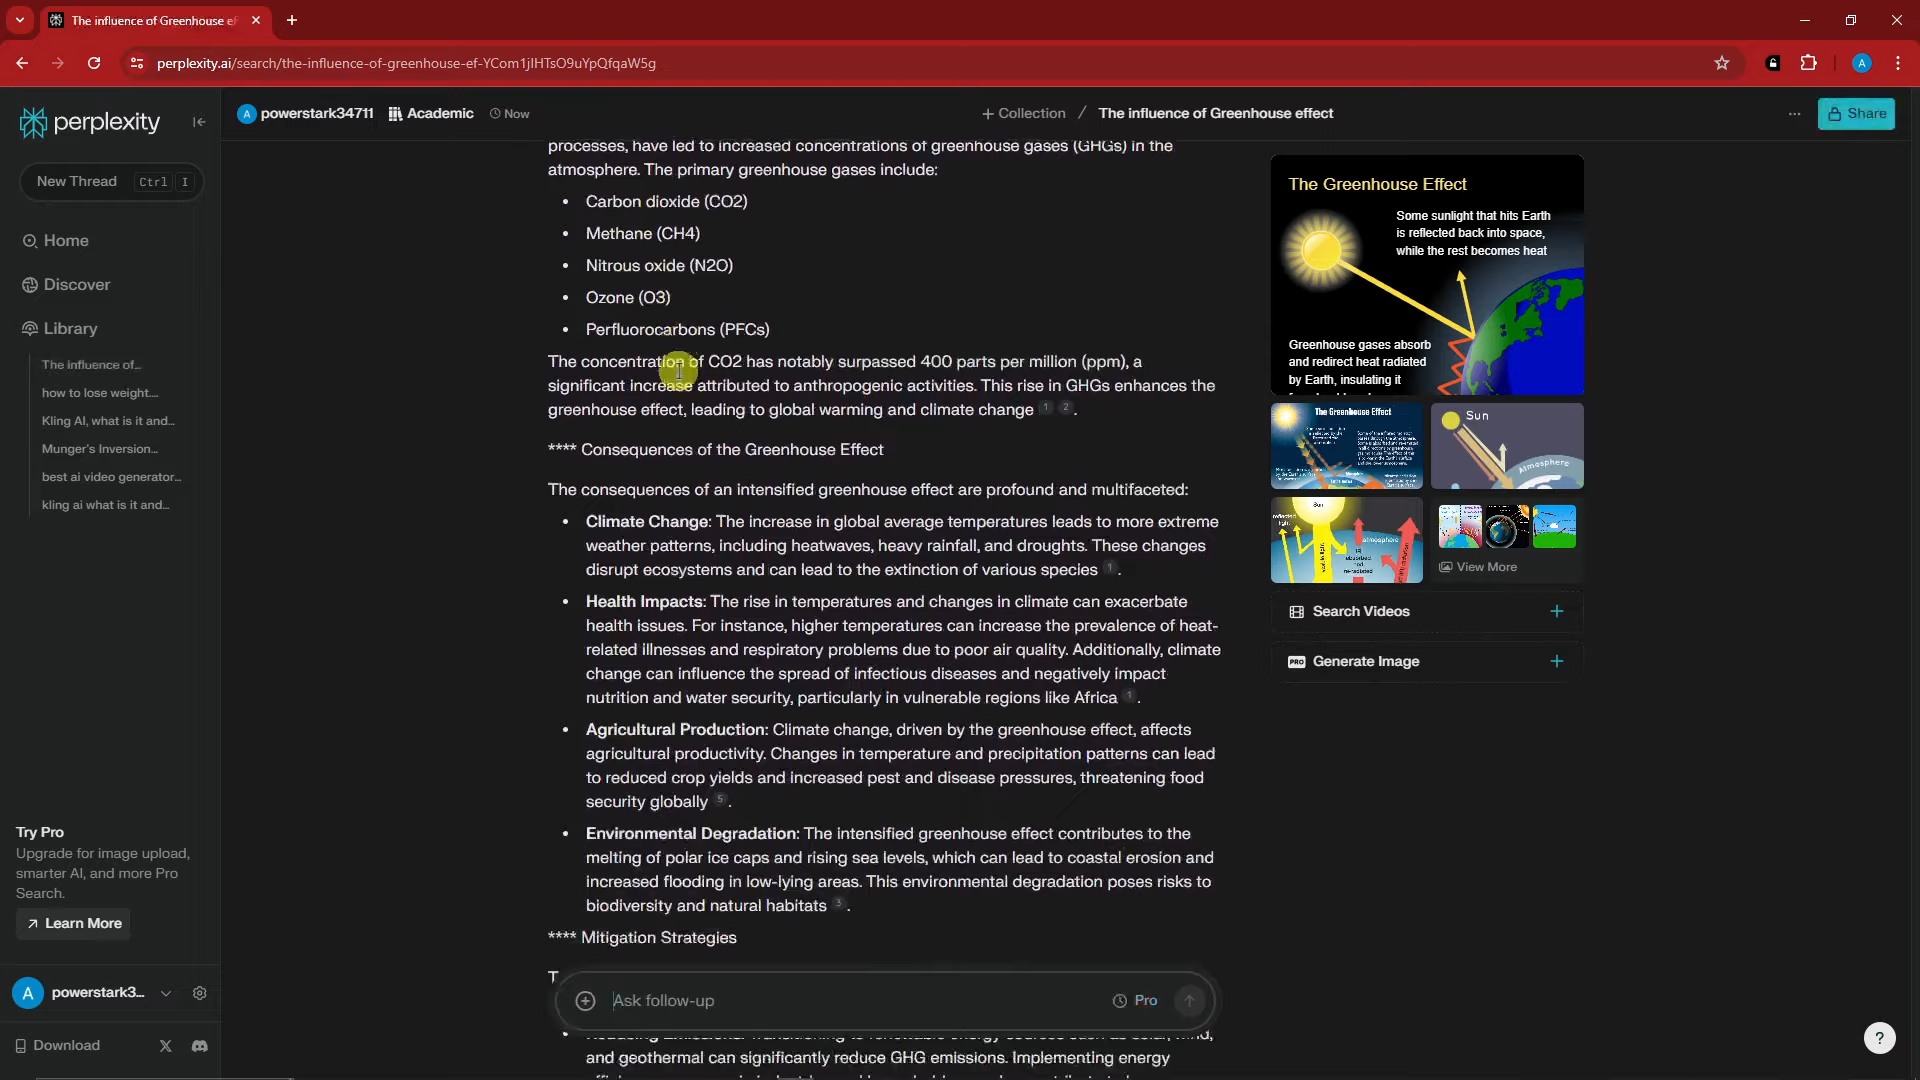 The influence of Greenhouse ef
perplexity.ai/search/the-influence-of-greenhouse-ef-YCom1jlHTsO9uYpQfqaW5g
A
perplexity
A powerstark34711 Academic Now
+ Collection / The influence of Greenhouse effect
Share
New Thread Ctrl I
Home
Discover
Library
The influence of...
how to lose weight....
Kling AI, what is it and...
Munger's Inversion...
best ai video generator...
kling ai what is it and...
Try Pro
Upgrade for image upload,
smarter AI, and more Pro
Search.
Learn More
A powerstark3...
Download
processes, have led to increased concentrations of greenhouse gases (GHGs) in the
atmosphere. The primary greenhouse gases include:
• Carbon dioxide (CO2)
• Methane (CH4)
• Nitrous oxide (N2O)
• Ozone (O3)
• Perfluorocarbons (PFCs)
The concentration of CO2 has notably surpassed 400 parts per million (ppm), a
significant increase attributed to anthropogenic activities. This rise in GHGs enhances the
greenhouse effect, leading to global warming and climate change 1 2 .
**** Consequences of the Greenhouse Effect
The consequences of an intensified greenhouse effect are profound and multifaceted:
• Climate Change: The increase in global average temperatures leads to more extreme
weather patterns, including heatwaves, heavy rainfall, and droughts. These changes
disrupt ecosystems and can lead to the extinction of various species 1 .
• Health Impacts: The rise in temperatures and changes in climate can exacerbate
health issues. For instance, higher temperatures can increase the prevalence of heat-
related illnesses and respiratory problems due to poor air quality. Additionally, climate
change can influence the spread of infectious diseases and negatively impact
nutrition and water security, particularly in vulnerable regions like Africa 1 .
• Agricultural Production: Climate change, driven by the greenhouse effect, affects
agricultural productivity. Changes in temperature and precipitation patterns can lead
to reduced crop yields and increased pest and disease pressures, threatening food
security globally 5 .
• Environmental Degradation: The intensified greenhouse effect contributes to the
melting of polar ice caps and rising sea levels, which can lead to coastal erosion and
increased flooding in low-lying areas. This environmental degradation poses risks to
biodiversity and natural habitats 3 .
**** Mitigation Strategies
Ask follow-up
Pro
and geothermal can significantly reduce GHG emissions. Implementing energy
The Greenhouse Effect
Some sunlight that hits Earth
is reflected back into space,
while the rest becomes heat
Greenhouse gases absorb
and redirect heat radiated
by Earth, insulating it
The Greenhouse Effect
Sun
Atmosphere
Sun
reflected
light
atmosphere
View More
Search Videos
PRO Generate Image
?